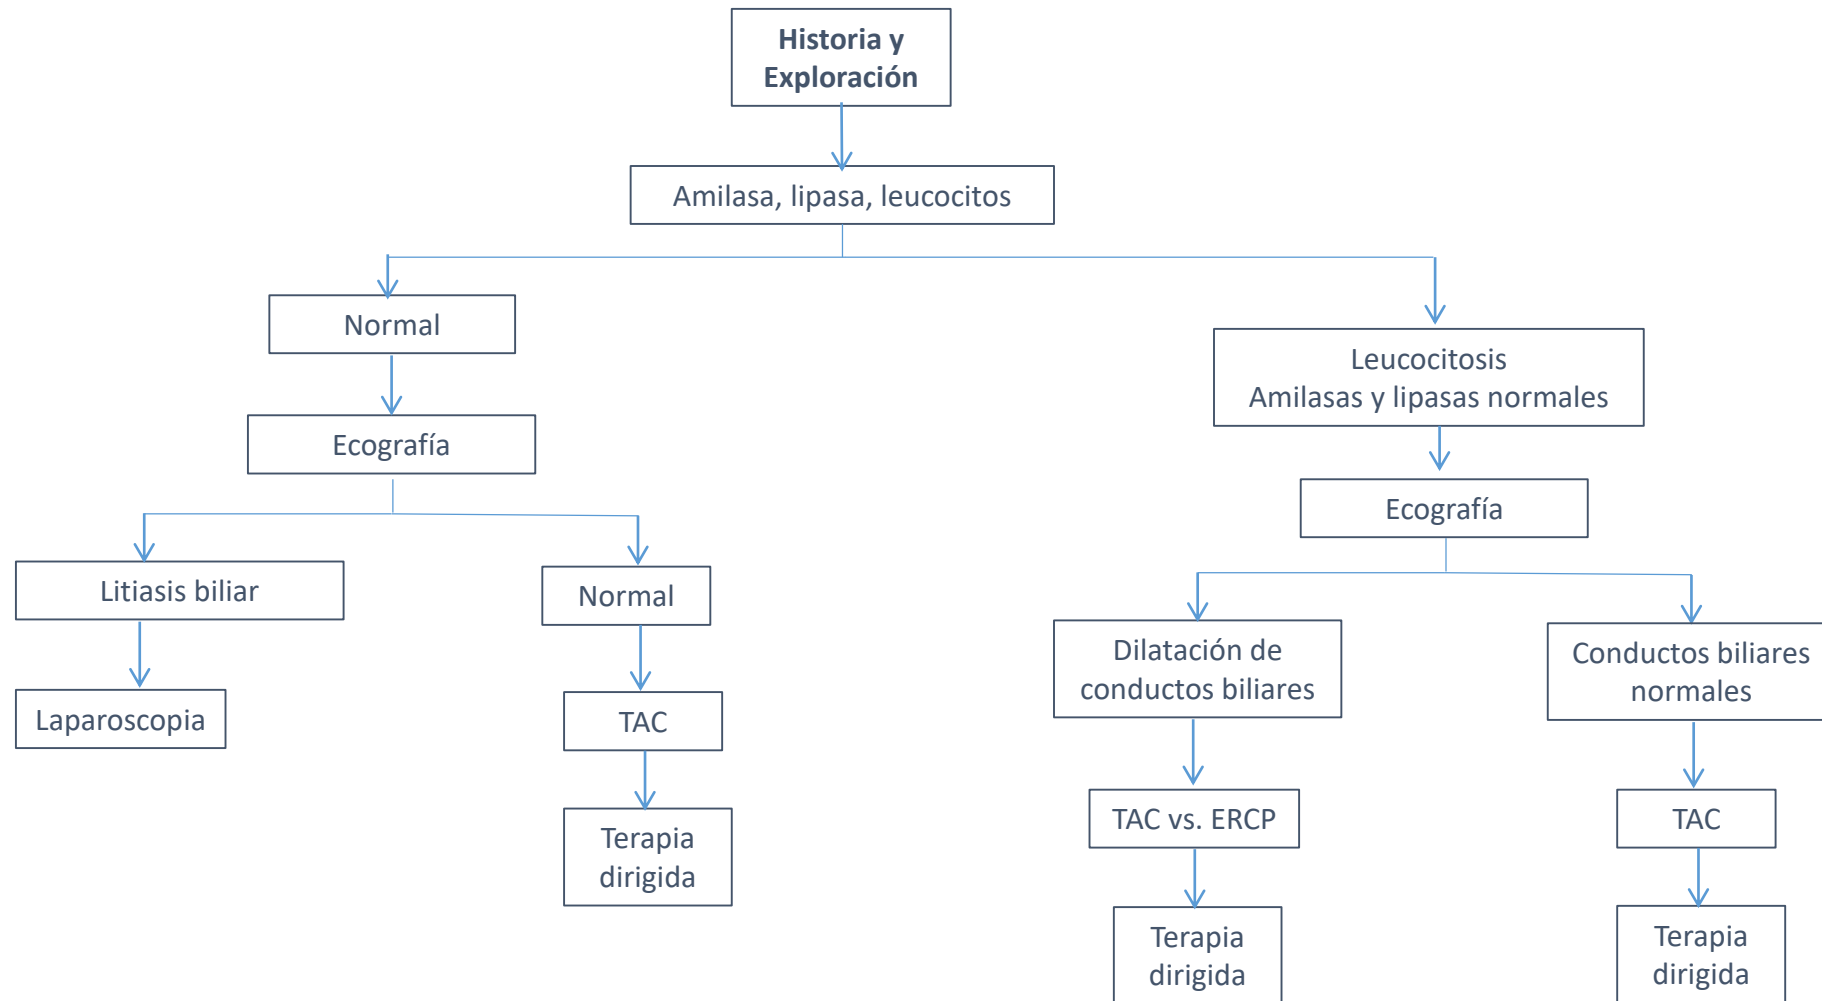 Historia y
Exploración
Amilasa, lipasa, leucocitos
Normal
Leucocitosis
Amilasas y lipasas normales
Ecografía
Ecografía
Litiasis biliar
Normal
Dilatación de
conductos biliares
Conductos biliares
normales
Laparoscopia
TAC
TAC vs. ERCP
TAC
Terapia
dirigida
Terapia
dirigida
Terapia
dirigida